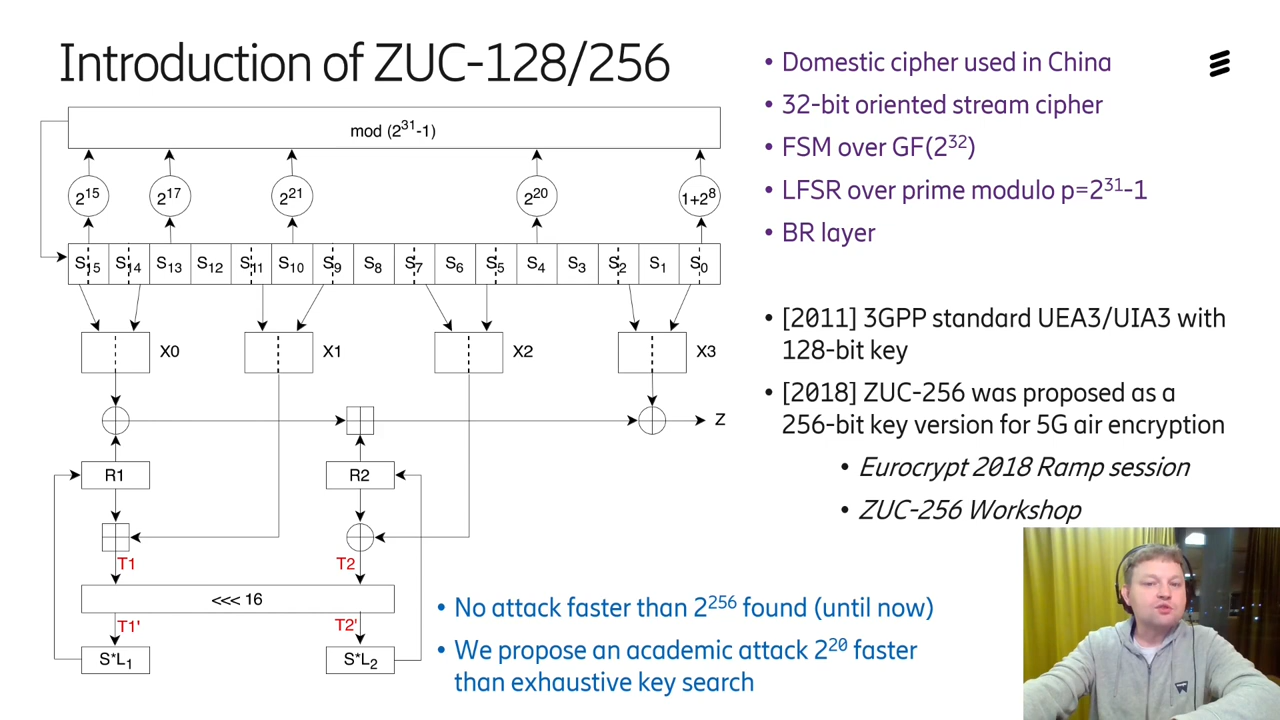 Introduction of ZUC-128/256
mod (2^31-1)
2^15 2^17 2^21 2^20 1+2^8
S15 S14 S13 S12 S11 S10 S9 S8 S7 S6 S5 S4 S3 S2 S1 S0
X0 X1 X2 X3
Z
R1 R2
T1 T2
<<< 16
T1' T2'
S*L1 S*L2
• Domestic cipher used in China
• 32-bit oriented stream cipher
• FSM over GF(2^32)
• LFSR over prime modulo p=2^31-1
• BR layer
• [2011] 3GPP standard UEA3/UIA3 with
128-bit key
• [2018] ZUC-256 was proposed as a
256-bit key version for 5G air encryption
• Eurocrypt 2018 Ramp session
• ZUC-256 Workshop
• No attack faster than 2^256 found (until now)
• We propose an academic attack 2^20 faster
than exhaustive key search